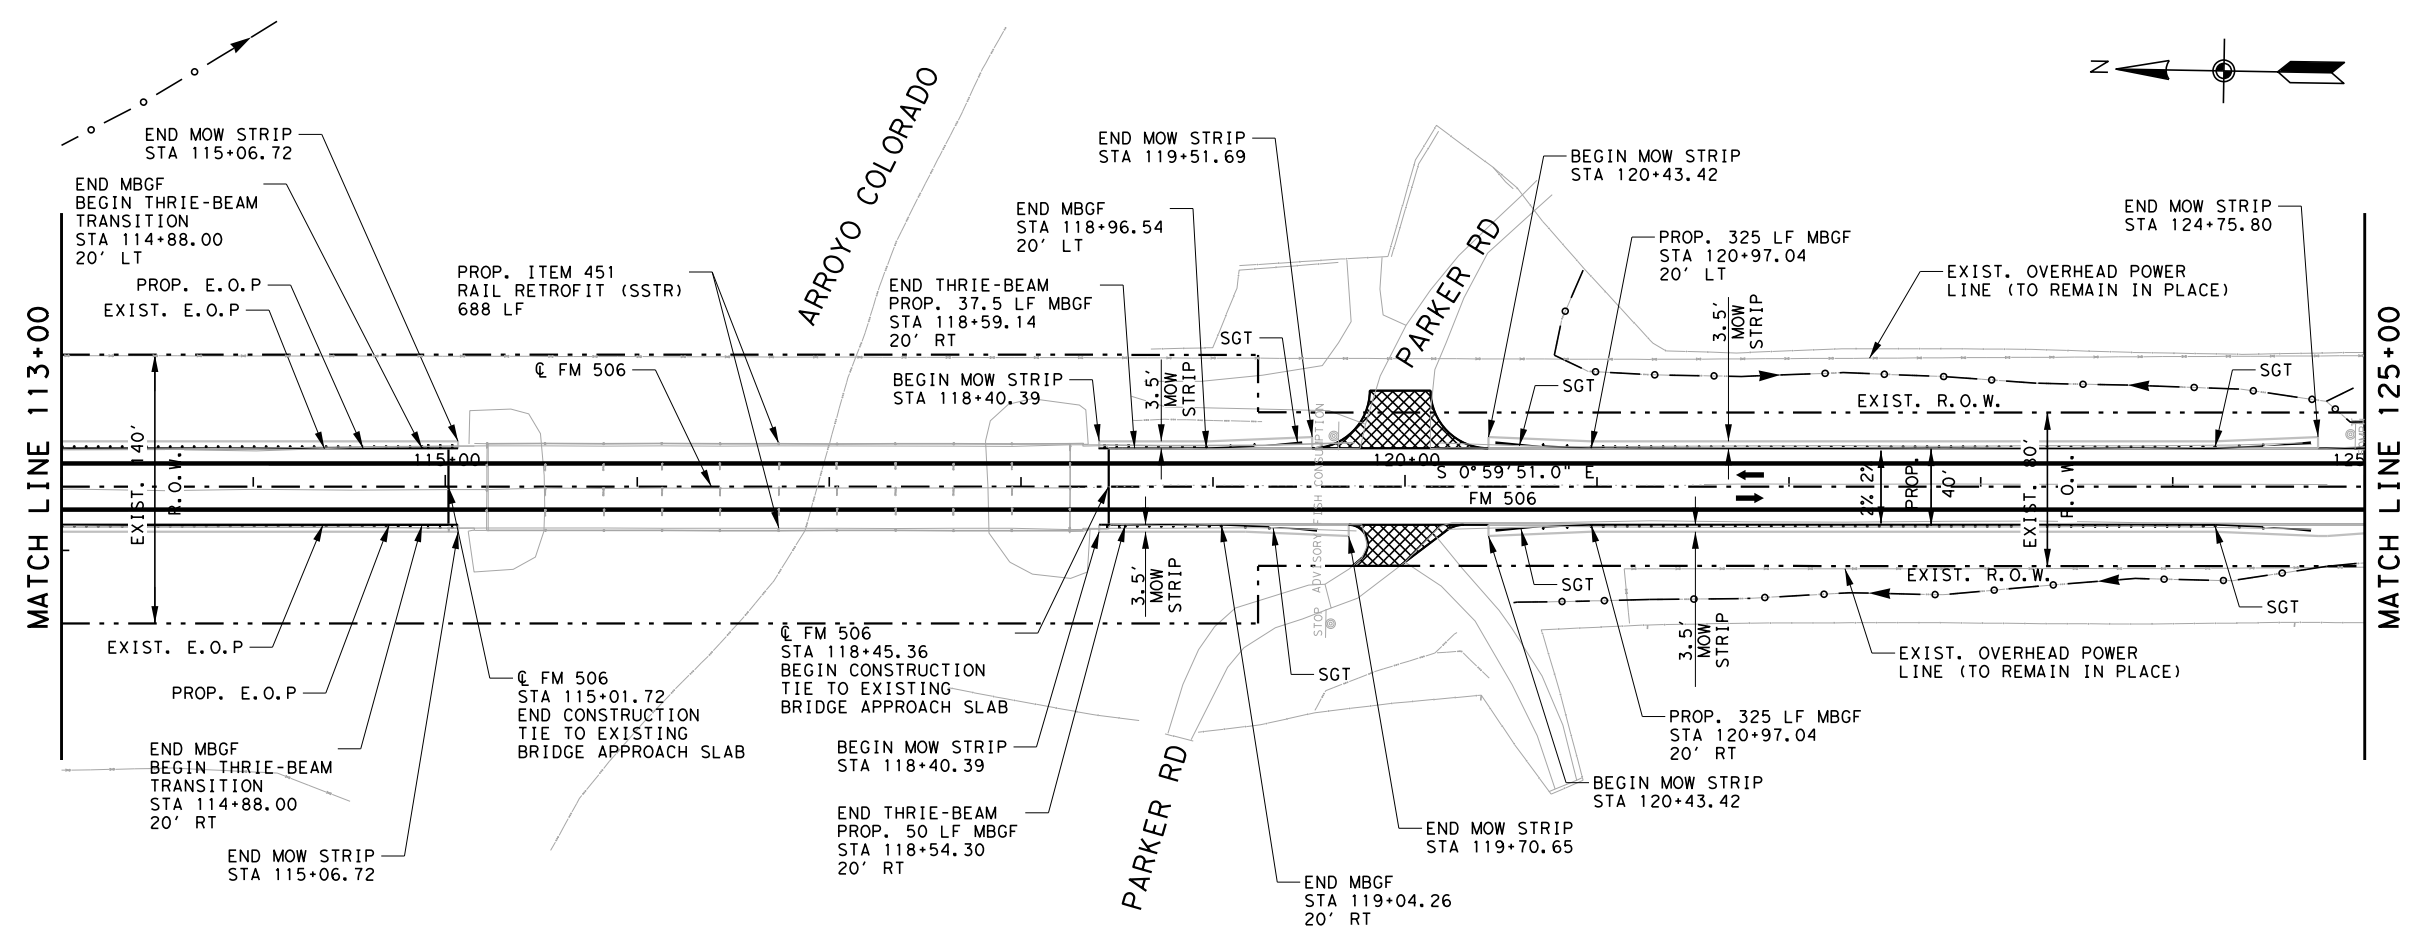 N
END MOW STRIP
STA 115+06.72
END MBGF
BEGIN THRIE-BEAM
TRANSITION
STA 114+88.00
20' LT
PROP. E.O.P
EXIST. E.O.P
MATCH LINE 113+00
EXIST. 140'
R.O.W.
PROP. ITEM 451
RAIL RETROFIT (SSTR)
688 LF
℄ FM 506
ARROYO COLORADO
END MOW STRIP
STA 119+51.69
END MBGF
STA 118+96.54
20' LT
END THRIE-BEAM
PROP. 37.5 LF MBGF
STA 118+59.14
20' RT
BEGIN MOW STRIP
STA 118+40.39
3.5'
MOW
STRIP
SGT
PARKER RD
BEGIN MOW STRIP
STA 120+43.42
PROP. 325 LF MBGF
STA 120+97.04
20' LT
SGT
3.5'
MOW
STRIP
EXIST. OVERHEAD POWER
LINE (TO REMAIN IN PLACE)
END MOW STRIP
STA 124+75.80
SGT
EXIST. R.O.W.
MATCH LINE 125+00
115+00
120+00
125
S 0°59'51.0" E
FM 506
2% 2%
PROP.
40'
EXIST. 80'
R.O.W.
STOP ADVISORY-FISH CONSUMPTION
EXIST. R.O.W.
SGT
SGT
SGT
3.5'
MOW
STRIP
3.5'
MOW
STRIP
EXIST. OVERHEAD POWER
LINE (TO REMAIN IN PLACE)
EXIST. E.O.P
PROP. E.O.P
END MBGF
BEGIN THRIE-BEAM
TRANSITION
STA 114+88.00
20' RT
END MOW STRIP
STA 115+06.72
℄ FM 506
STA 115+01.72
END CONSTRUCTION
TIE TO EXISTING
BRIDGE APPROACH SLAB
℄ FM 506
STA 118+45.36
BEGIN CONSTRUCTION
TIE TO EXISTING
BRIDGE APPROACH SLAB
BEGIN MOW STRIP
STA 118+40.39
END THRIE-BEAM
PROP. 50 LF MBGF
STA 118+54.30
20' RT
PARKER RD
END MBGF
STA 119+04.26
20' RT
END MOW STRIP
STA 119+70.65
BEGIN MOW STRIP
STA 120+43.42
PROP. 325 LF MBGF
STA 120+97.04
20' RT